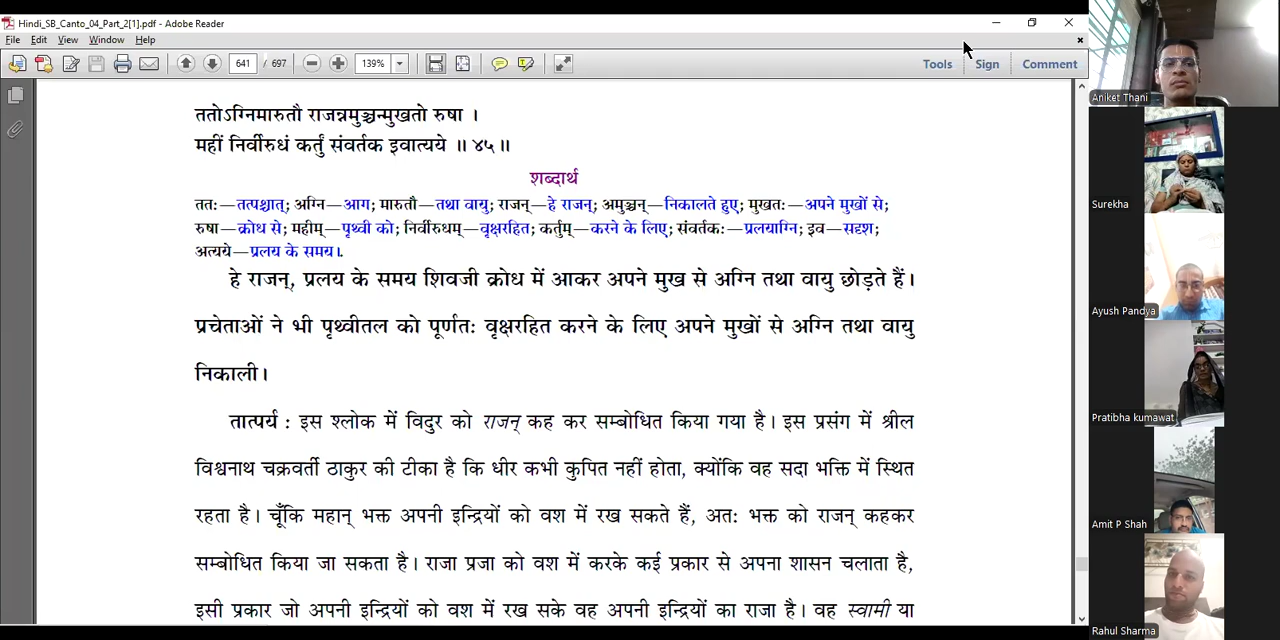 Hindi_SB_Canto_04_Part_2[1].pdf - Adobe Reader
File Edit View Window Help
641 / 697 139% Tools Sign Comment
ततोऽग्निमारुतौ राजन्नमुञ्चन्मुखतो रुषा ।
महीं निर्वीरुधं कर्तुं संवर्तक इवात्यये ॥ ४५॥
शब्दार्थ
ततः—तत्पश्चात्; अग्नि—आग; मारुतौ—तथा वायु; राजन्—हे राजन्; अमुञ्चन्—निकालते हुए; मुखतः—अपने मुखों से;
रुषा—क्रोध से; महीम्—पृथ्वी को; निर्वीरुधम्—वृक्षरहित; कर्तुम्—करने के लिए; संवर्तकः—प्रलयाग्नि; इव—सदृश;
अत्यये—प्रलय के समय।
हे राजन्, प्रलय के समय शिवजी क्रोध में आकर अपने मुख से अग्नि तथा वायु छोड़ते हैं।
प्रचेताओं ने भी पृथ्वीतल को पूर्णतः वृक्षरहित करने के लिए अपने मुखों से अग्नि तथा वायु
निकाली।
तात्पर्य : इस श्लोक में विदुर को राजन् कह कर सम्बोधित किया गया है। इस प्रसंग में श्रील
विश्वनाथ चक्रवर्ती ठाकुर की टीका है कि धीर कभी कुपित नहीं होता, क्योंकि वह सदा भक्ति में स्थित
रहता है। चूँकि महान् भक्त अपनी इन्द्रियों को वश में रख सकते हैं, अतः भक्त को राजन् कहकर
सम्बोधित किया जा सकता है। राजा प्रजा को वश में करके कई प्रकार से अपना शासन चलाता है,
इसी प्रकार जो अपनी इन्द्रियों को वश में रख सके वह अपनी इन्द्रियों का राजा है। वह स्वामी या
Aniket Thani
Surekha
Ayush Pandya
Pratibha kumawat
Amit P Shah
Rahul Sharma